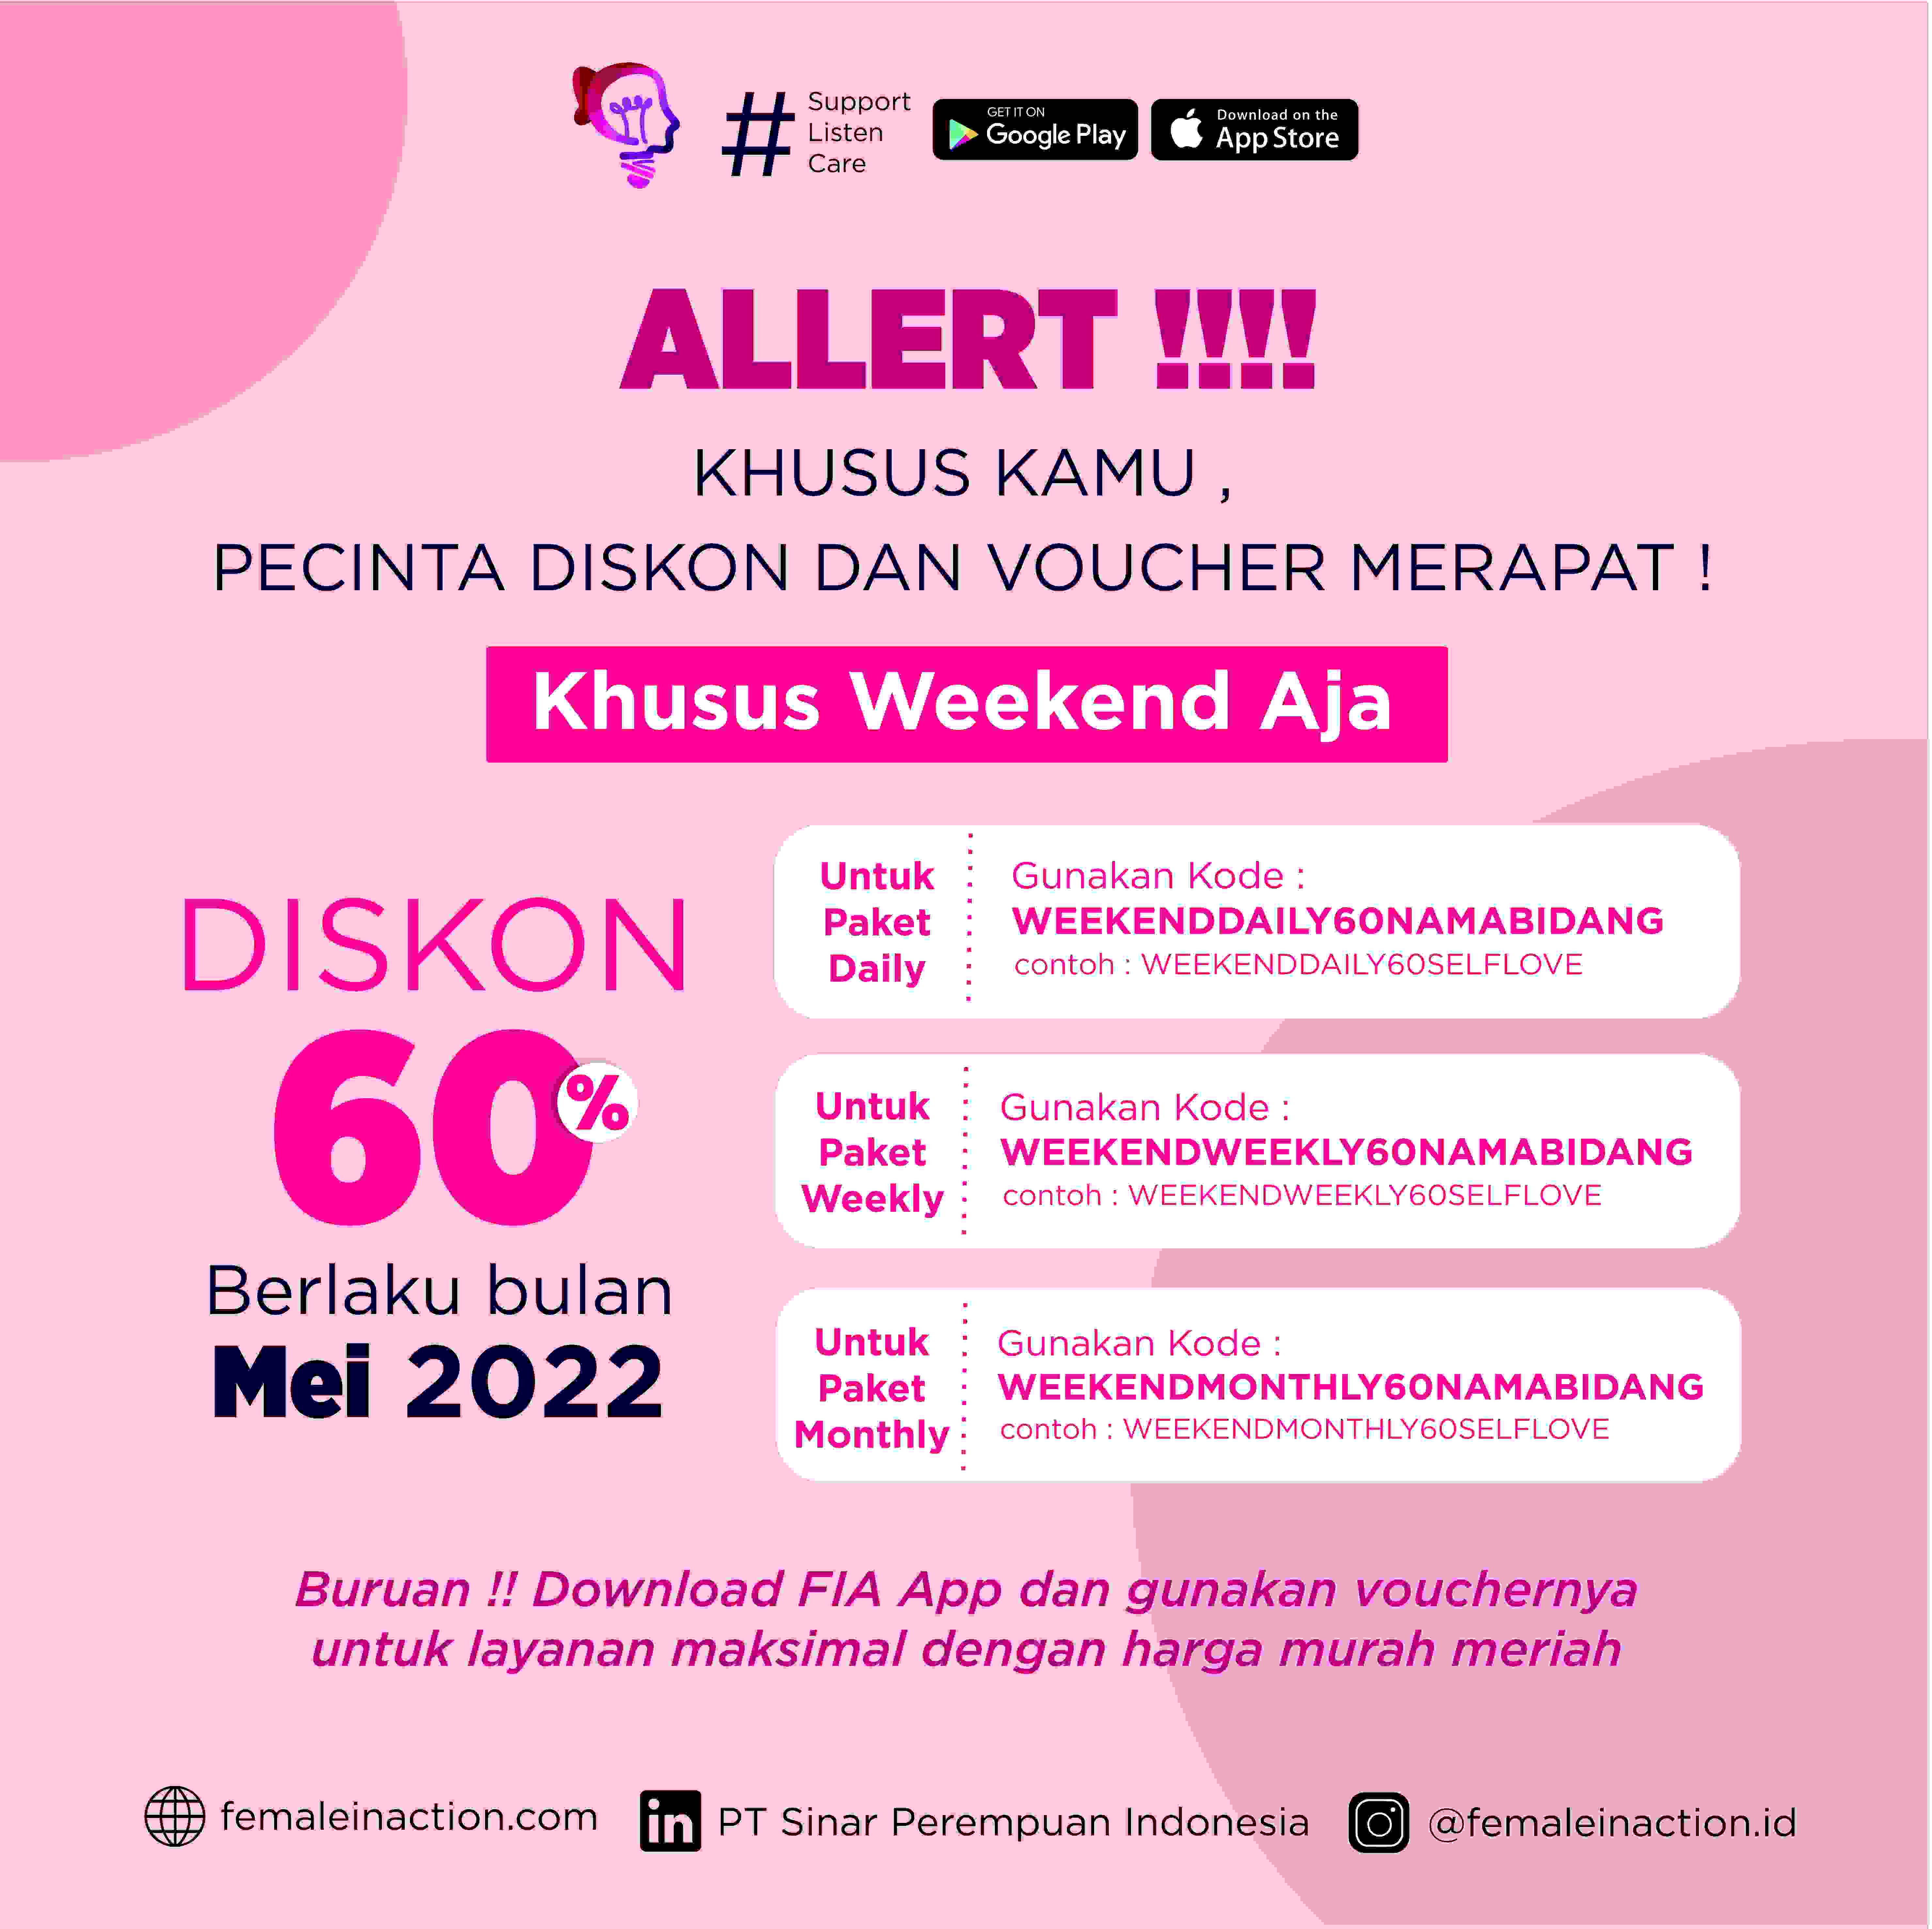 #
Support
Listen
Care
GET IT ON
Google Play
Download on the
App Store
ALLERT !!!!
KHUSUS KAMU ,
PECINTA DISKON DAN VOUCHER MERAPAT !
Khusus Weekend Aja
DISKON
60%
Berlaku bulan
Mei 2022
Untuk
Paket
Daily
Gunakan Kode :
WEEKENDDAILY60NAMABIDANG
contoh : WEEKENDDAILY60SELFLOVE
Untuk
Paket
Weekly
Gunakan Kode :
WEEKENDWEEKLY60NAMABIDANG
contoh : WEEKENDWEEKLY60SELFLOVE
Untuk
Paket
Monthly
Gunakan Kode :
WEEKENDMONTHLY60NAMABIDANG
contoh : WEEKENDMONTHLY60SELFLOVE
Buruan !! Download FIA App dan gunakan vouchernya
untuk layanan maksimal dengan harga murah meriah
femaleinaction.com
in PT Sinar Perempuan Indonesia
@femaleinaction.id